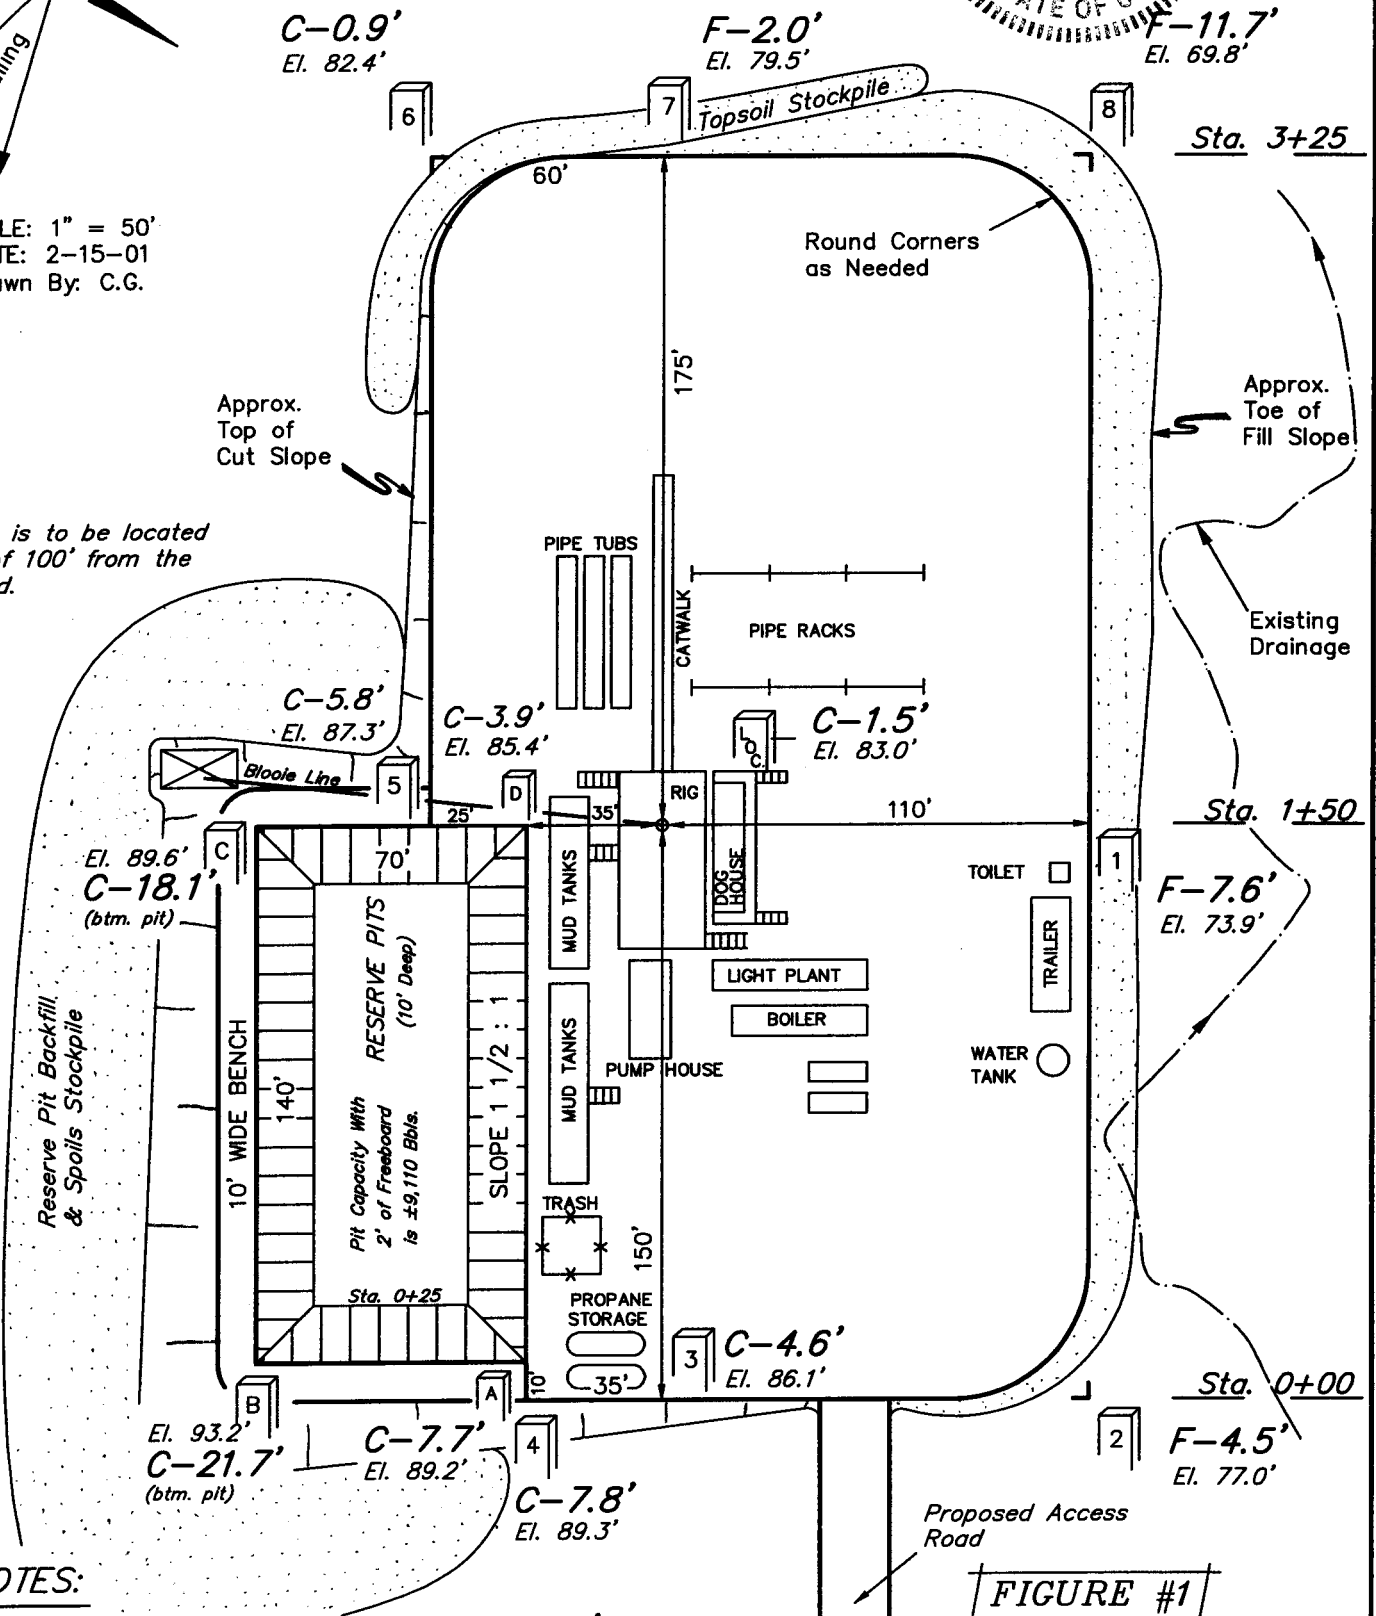 C-0.9'
El. 82.4'
F-2.0'
El. 79.5'
F-11.7'
El. 69.8'
6
7
8
Topsoil Stockpile
Sta. 3+25
60'
1" = 50'
2-15-01
By: C.G.
Round Corners
as Needed
175'
Approx.
Top of
Cut Slope
Approx.
Toe of
Fill Slope
is to be located
100' from the
PIPE TUBS
CATWALK
PIPE RACKS
Existing
Drainage
C-5.8'
El. 87.3'
C-3.9'
El. 85.4'
LOC.
C-1.5'
El. 83.0'
Blooie Line
5
D
RIG
25'
35'
110'
Sta. 1+50
C
El. 89.6'
C-18.1'
(btm. pit)
70'
MUD TANKS
DOG
HOUSE
TOILET
1
F-7.6'
El. 73.9'
TRAILER
RESERVE PITS
(10' Deep)
LIGHT PLANT
BOILER
SLOPE 1 1/2 : 1
MUD TANKS
PUMP HOUSE
WATER
TANK
Reserve Pit Backfill
& Spoils Stockpile
10' WIDE BENCH
140'
Pit Capacity With
2' of Freeboard
is ±9,110 Bbls.
TRASH
150'
Sta. 0+25
PROPANE
STORAGE
35'
10'
3
C-4.6'
El. 86.1'
Sta. 0+00
B
A
El. 93.2'
C-21.7'
(btm. pit)
C-7.7'
El. 89.2'
4
C-7.8'
El. 89.3'
2
F-4.5'
El. 77.0'
Proposed Access
Road
FIGURE #1